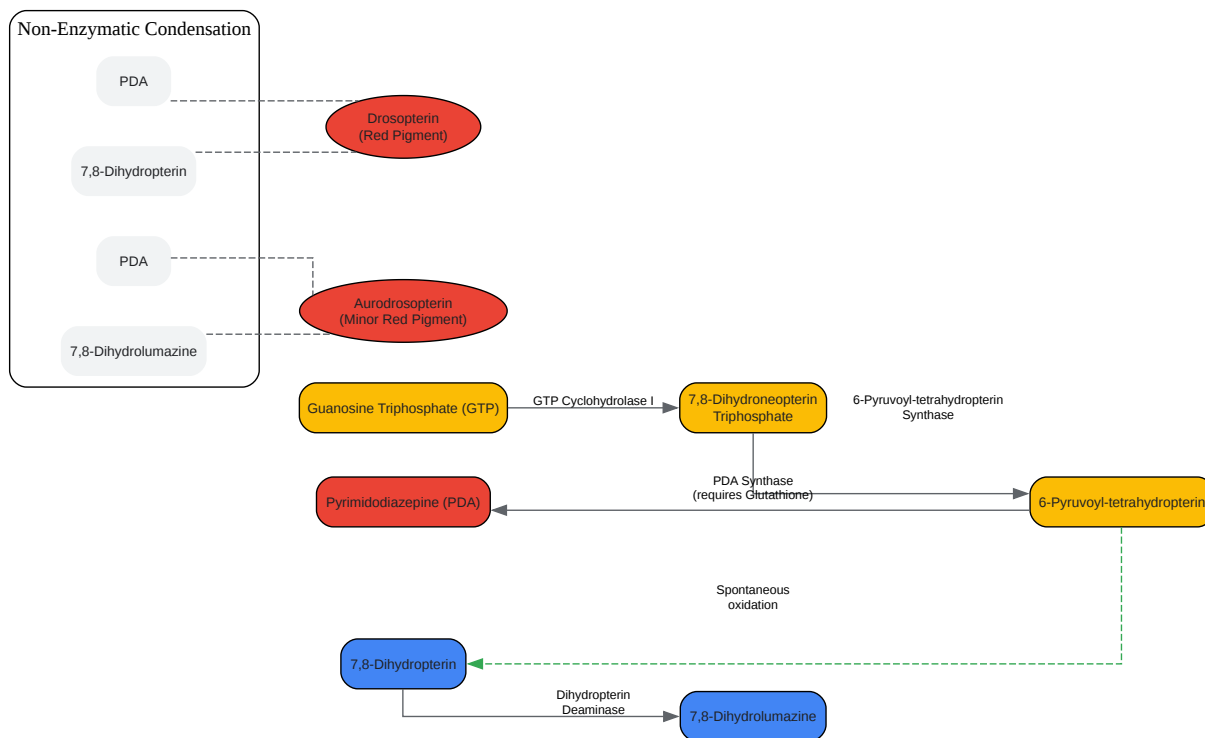 Non-Enzymatic Condensation
PDA
Drosopterin
(Red Pigment)
7,8-Dihydropterin
PDA
Aurodrosopterin
(Minor Red Pigment)
7,8-Dihydrolumazine
Guanosine Triphosphate (GTP)
GTP Cyclohydrolase I
7,8-Dihydroneopterin
Triphosphate
6-Pyruvoyl-tetrahydropterin
Synthase
Pyrimidodiazepine (PDA)
PDA Synthase
(requires Glutathione)
6-Pyruvoyl-tetrahydropterin
Spontaneous
oxidation
7,8-Dihydropterin
Dihydropterin
Deaminase
7,8-Dihydrolumazine